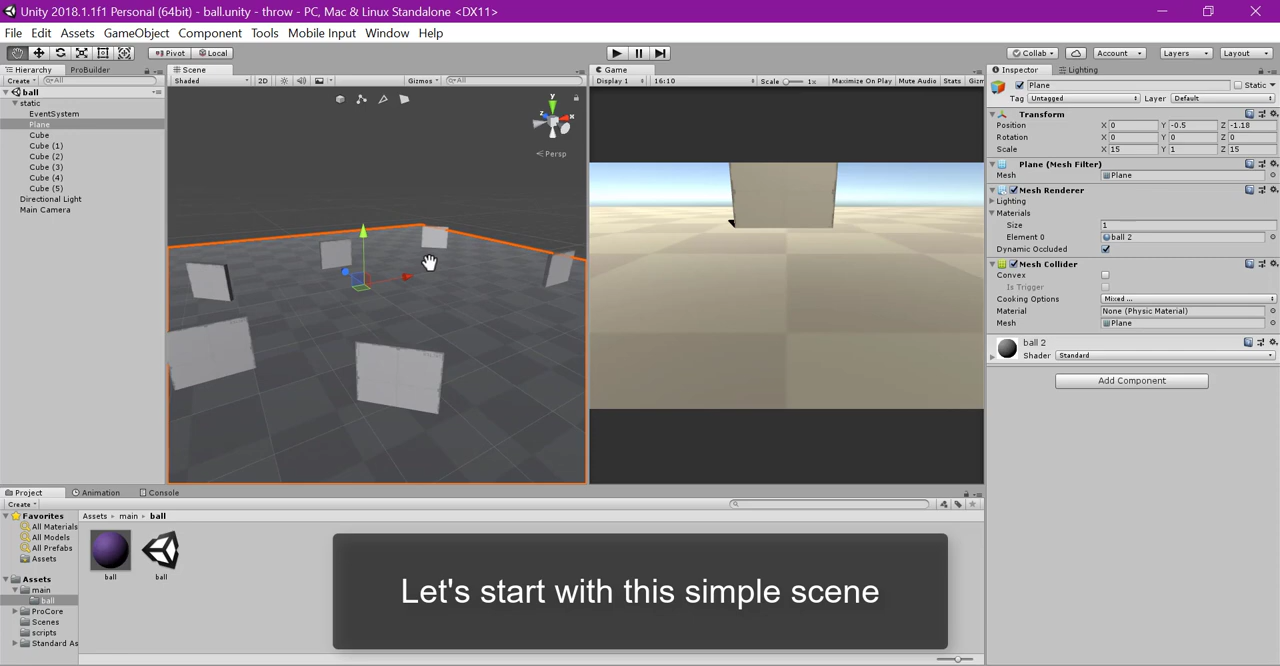 Unity 2018.1.1f1 Personal (64bit) - ball.unity - throw - PC, Mac & Linux Standalone <DX11>
File Edit Assets GameObject Component Tools Mobile Input Window Help
Pivot Local Collab Account Layers Layout
Hierarchy ProBuilder
Create All
ball
static
EventSystem
Plane
Cube
Cube (1)
Cube (2)
Cube (3)
Cube (4)
Cube (5)
Directional Light
Main Camera
Scene
Shaded 2D Gizmos All
y
x
z
Persp
Game
Display 1 16:10 Scale 1x Maximize On Play Mute Audio Stats Gizm
Inspector Lighting
Plane Static
Tag Untagged Layer Default
Transform
Position X 0 Y -0.5 Z -1.18
Rotation X 0 Y 0 Z 0
Scale X 15 Y 1 Z 15
Plane (Mesh Filter)
Mesh Plane
Mesh Renderer
Lighting
Materials
Size 1
Element 0 ball 2
Dynamic Occluded
Mesh Collider
Convex
Is Trigger
Cooking Options Mixed ...
Material None (Physic Material)
Mesh Plane
ball 2
Shader Standard
Add Component
Project Animation Console
Create
Favorites
All Materials
All Models
All Prefabs
Assets
Assets
main
ball
ProCore
Scenes
scripts
Standard As
Assets main ball
ball ball
Let's start with this simple scene